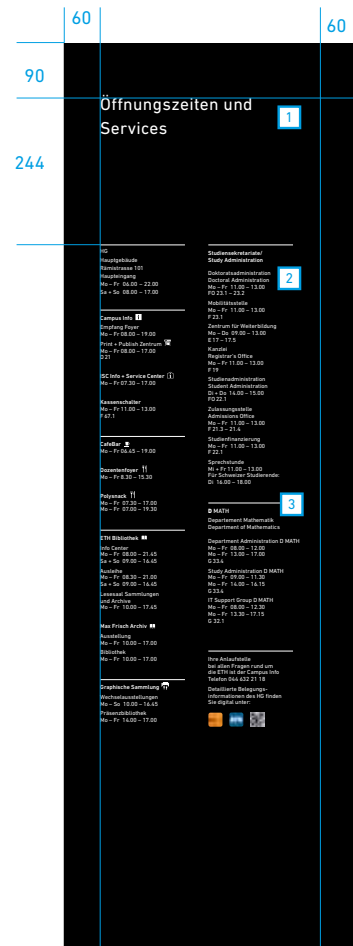 60
60
90
244
Öffnungszeiten und
Services
1
HG
Hauptgebäude
Rämistrasse 101
Haupteingang
Mo – Fr 06.00 – 22.00
Sa + So 08.00 – 17.00
Campus Info i
Empfang Foyer
Mo – Fr 08.00 – 19.00
Print + Publish Zentrum
Mo – Fr 08.00 – 17.00
D 21
ISC Info + Service Center i
Mo – Fr 07.30 – 17.00
Kassenschalter
Mo – Fr 11.00 – 13.00
F 67.1
CafeBar
Mo – Fr 06.45 – 19.00
Dozentenfoyer
Mo – Fr 8.30 – 15.30
Polysnack
Mo – Fr 07.30 – 17.00
Mo – Fr 07.00 – 19.30
ETH Bibliothek
Info Center
Mo – Fr 08.00 – 21.45
Sa + So 09.00 – 16.45
Ausleihe
Mo – Fr 08.30 – 21.00
Sa + So 09.00 – 16.45
Lesesaal Sammlungen
und Archive
Mo – Fr 10.00 – 17.45
Max Frisch Archiv
Ausstellung
Mo – Fr 10.00 – 17.00
Bibliothek
Mo – Fr 10.00 – 17.00
Graphische Sammlung
Wechselausstellungen
Mo – So 10.00 – 16.45
Präsenzbibliothek
Mo – Fr 14.00 – 17.00
Studiensekretariate/
Study Administration
2
Doktoratsadministration
Doctoral Administration
Mo – Fr 11.00 – 13.00
FO 23.1 – 23.2
Mobilitätsstelle
Mo – Fr 11.00 – 13.00
F 23.1
Zentrum für Weiterbildung
Mo – Do 09.00 – 13.00
E 17 – 17.5
Kanzlei
Registrar's Office
Mo – Fr 11.00 – 13.00
F 19
Studienadministration
Student Administration
Di + Do 14.00 – 15.00
FO 22.1
Zulassungsstelle
Admissions Office
Mo – Fr 11.00 – 13.00
F 21.3 – 21.4
Studienfinanzierung
Mo – Fr 11.00 – 13.00
F 22.1
Sprechstunde
Mi + Fr 11.00 – 13.00
Für Schweizer Studierende:
Di 16.00 – 18.00
3
D MATH
Departement Mathematik
Department of Mathematics
Department Administration D MATH
Mo – Fr 08.00 – 12.00
Mo – Fr 13.00 – 17.00
G 33.4
Study Administration D MATH
Mo – Fr 09.00 – 11.30
Mo – Fr 14.00 – 16.15
G 33.4
IT Support Group D MATH
Mo – Fr 08.00 – 12.30
Mo – Fr 13.30 – 17.15
G 32.1
Ihre Anlaufstelle
bei allen Fragen rund um
die ETH ist der Campus Info
Telefon 044 632 21 18
Detaillierte Belegungs-
informationen des HG finden
Sie digital unter: